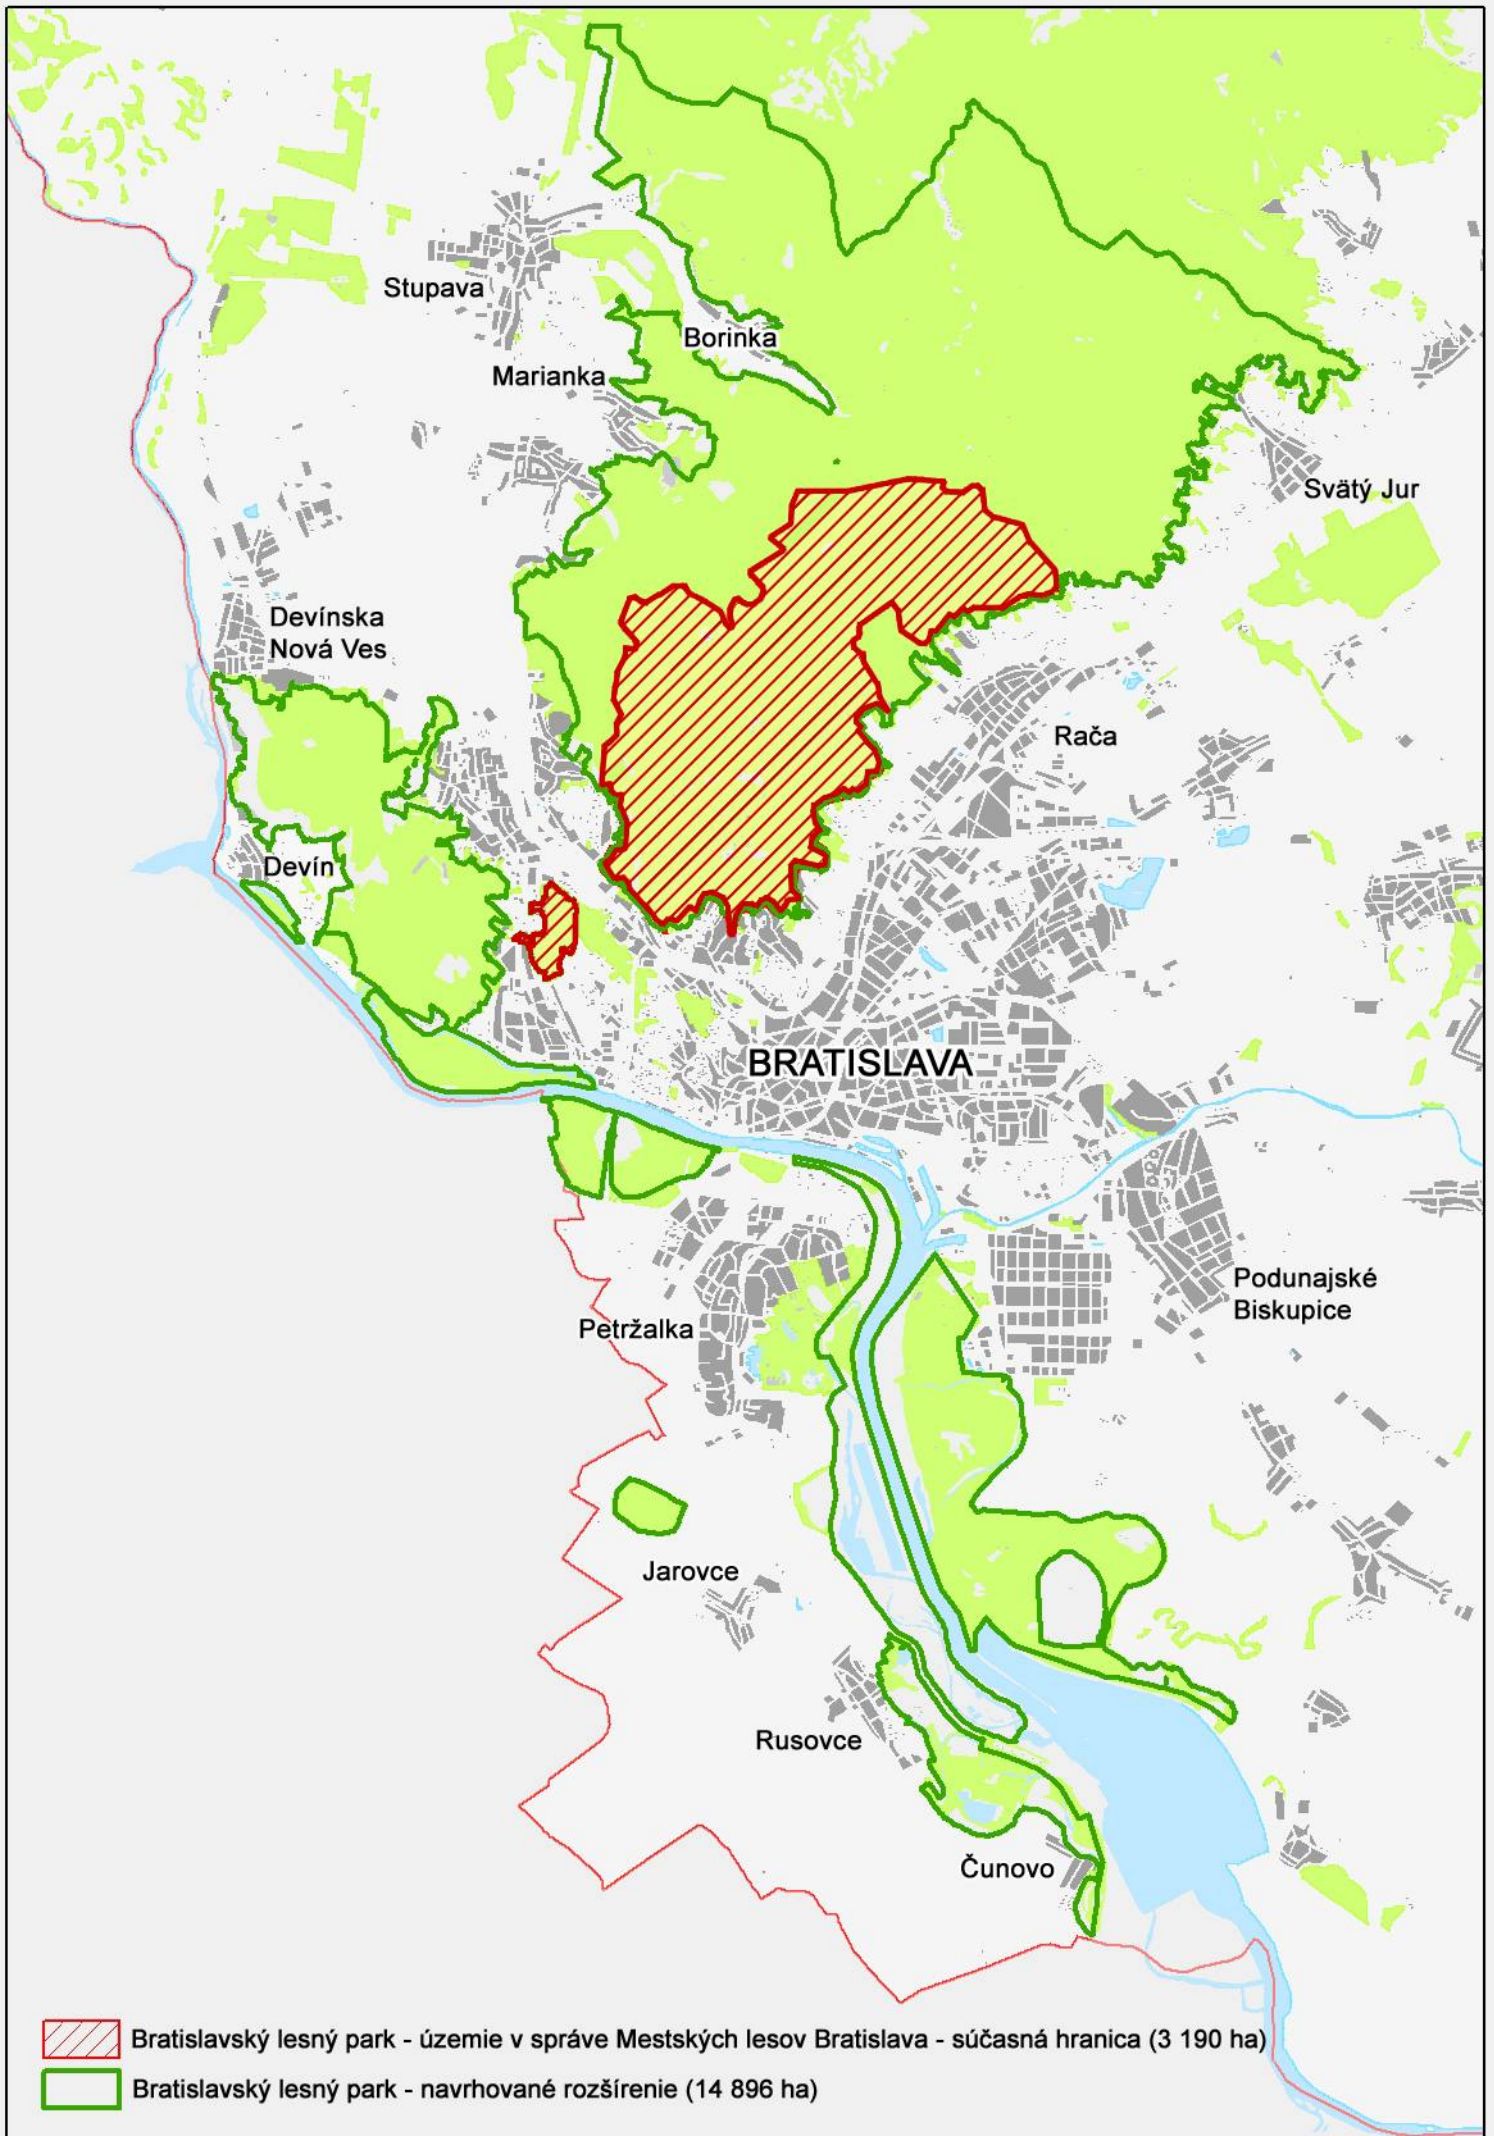 Stupava
Borinka
Marianka
Svätý Jur
Devínska
Nová Ves
Rača
Devín
BRATISLAVA
Podunajské
Biskupice
Petržalka
Jarovce
Rusovce
Čunovo
Bratislavský lesný park - územie v správe Mestských lesov Bratislava - súčasná hranica (3 190 ha)
Bratislavský lesný park - navrhované rozšírenie (14 896 ha)